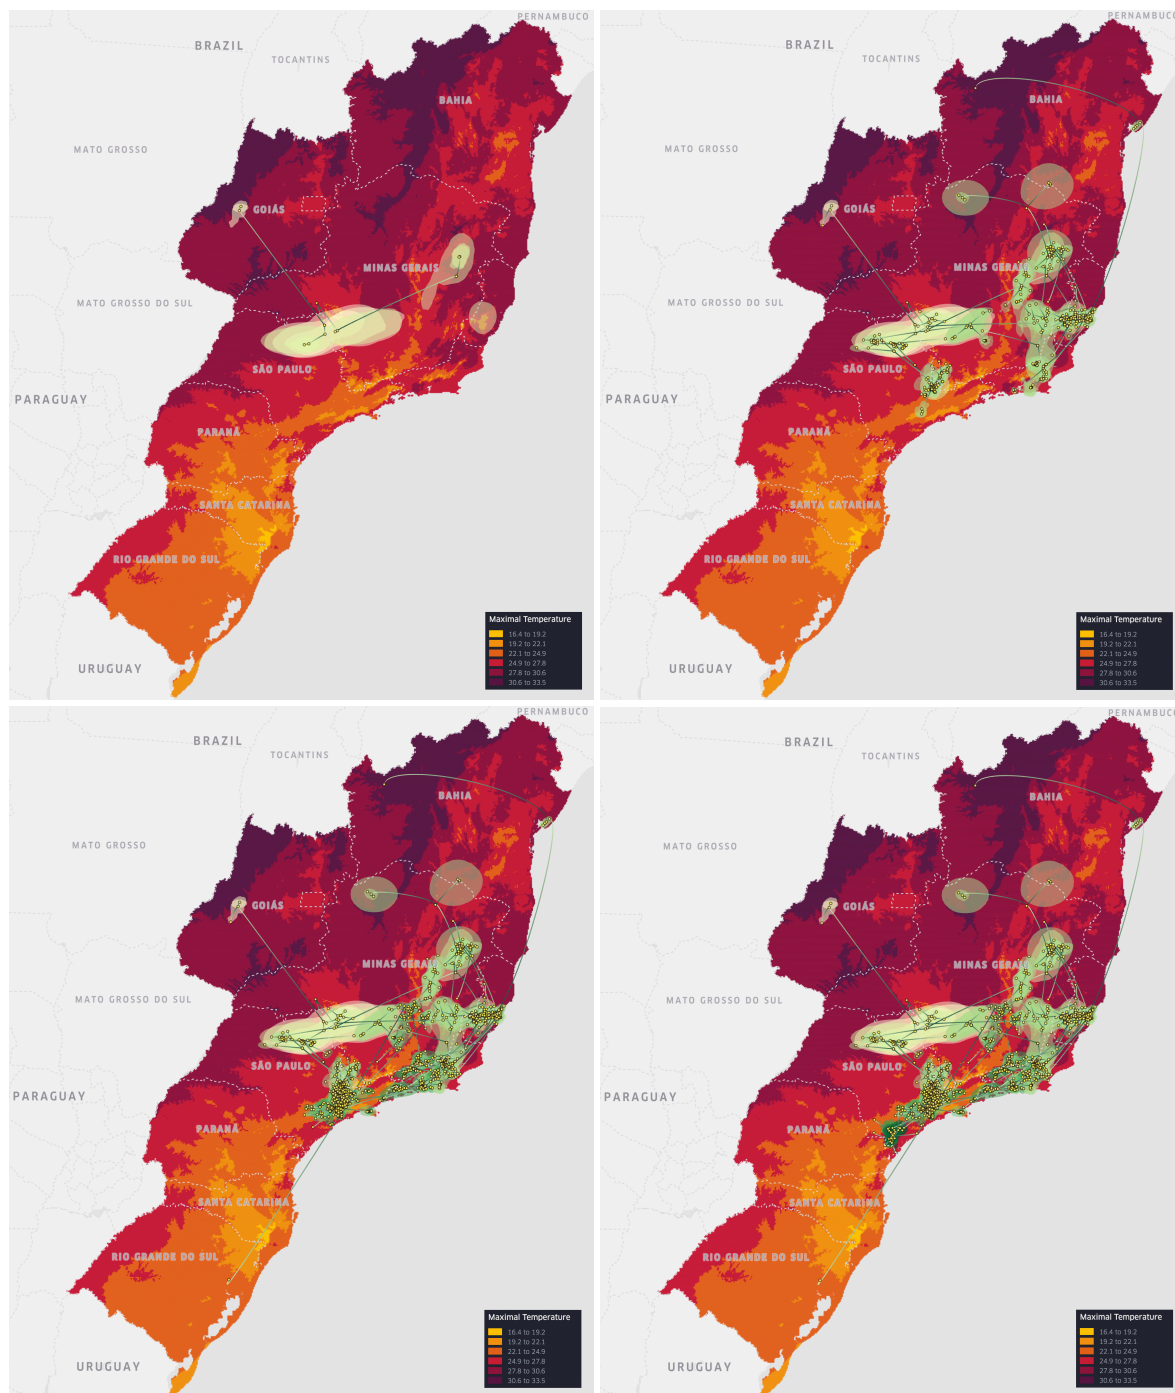 PERNAMBUCO
BRAZIL
TOCANTINS
BAHIA
MATO GROSSO
GOIÁS
MINAS GERAIS
MATO GROSSO DO SUL
SÃO PAULO
PARAGUAY
PARANÁ
SANTA CATARINA
RIO GRANDE DO SUL
URUGUAY
Maximal Temperature
16.4 to 19.2
19.2 to 22.1
22.1 to 24.9
24.9 to 27.8
27.8 to 30.6
30.6 to 33.5
PERNAMBUCO
BRAZIL
TOCANTINS
BAHIA
MATO GROSSO
GOIÁS
MINAS GERAIS
MATO GROSSO DO SUL
SÃO PAULO
PARAGUAY
PARANÁ
SANTA CATARINA
RIO GRANDE DO SUL
URUGUAY
Maximal Temperature
16.4 to 19.2
19.2 to 22.1
22.1 to 24.9
24.9 to 27.8
27.8 to 30.6
30.6 to 33.5
PERNAMBUCO
BRAZIL
TOCANTINS
BAHIA
MATO GROSSO
GOIÁS
MINAS GERAIS
MATO GROSSO DO SUL
SÃO PAULO
PARAGUAY
PARANÁ
SANTA CATARINA
RIO GRANDE DO SUL
URUGUAY
Maximal Temperature
16.4 to 19.2
19.2 to 22.1
22.1 to 24.9
24.9 to 27.8
27.8 to 30.6
30.6 to 33.5
PERNAMBUCO
BRAZIL
TOCANTINS
BAHIA
MATO GROSSO
GOIÁS
MINAS GERAIS
MATO GROSSO DO SUL
SÃO PAULO
PARAGUAY
PARANÁ
SANTA CATARINA
RIO GRANDE DO SUL
URUGUAY
Maximal Temperature
16.4 to 19.2
19.2 to 22.1
22.1 to 24.9
24.9 to 27.8
27.8 to 30.6
30.6 to 33.5